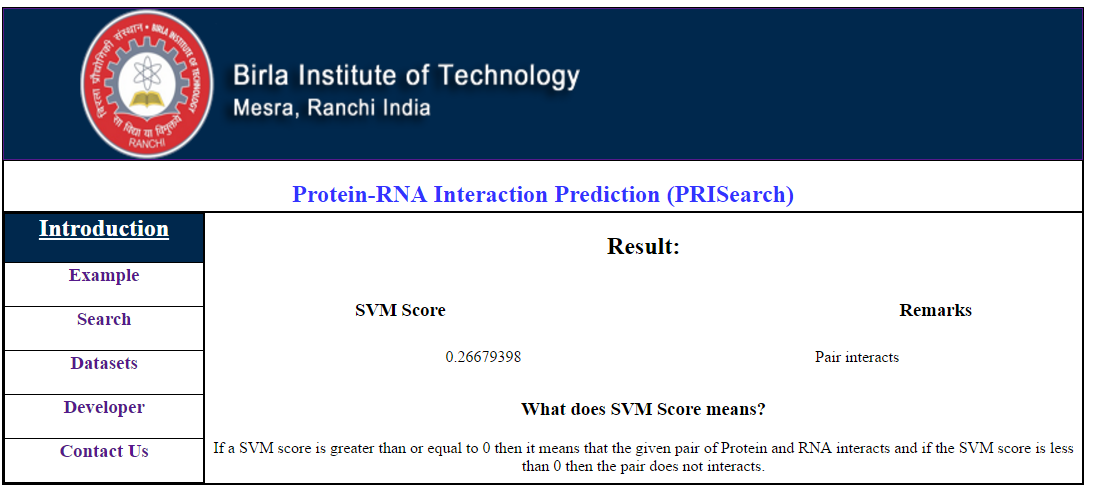 बिरला प्रौद्योगिकी संस्थान • BIRLA INSTITUTE OF TECHNOLOGY
सा विद्या या विमुक्तये
RANCHI
Birla Institute of Technology
Mesra, Ranchi India
Protein-RNA Interaction Prediction (PRISearch)
Introduction
Example
Search
Datasets
Developer
Contact Us
Result:
SVM Score Remarks
0.26679398 Pair interacts
What does SVM Score means?
If a SVM score is greater than or equal to 0 then it means that the given pair of Protein and RNA interacts and if the SVM score is less
than 0 then the pair does not interacts.